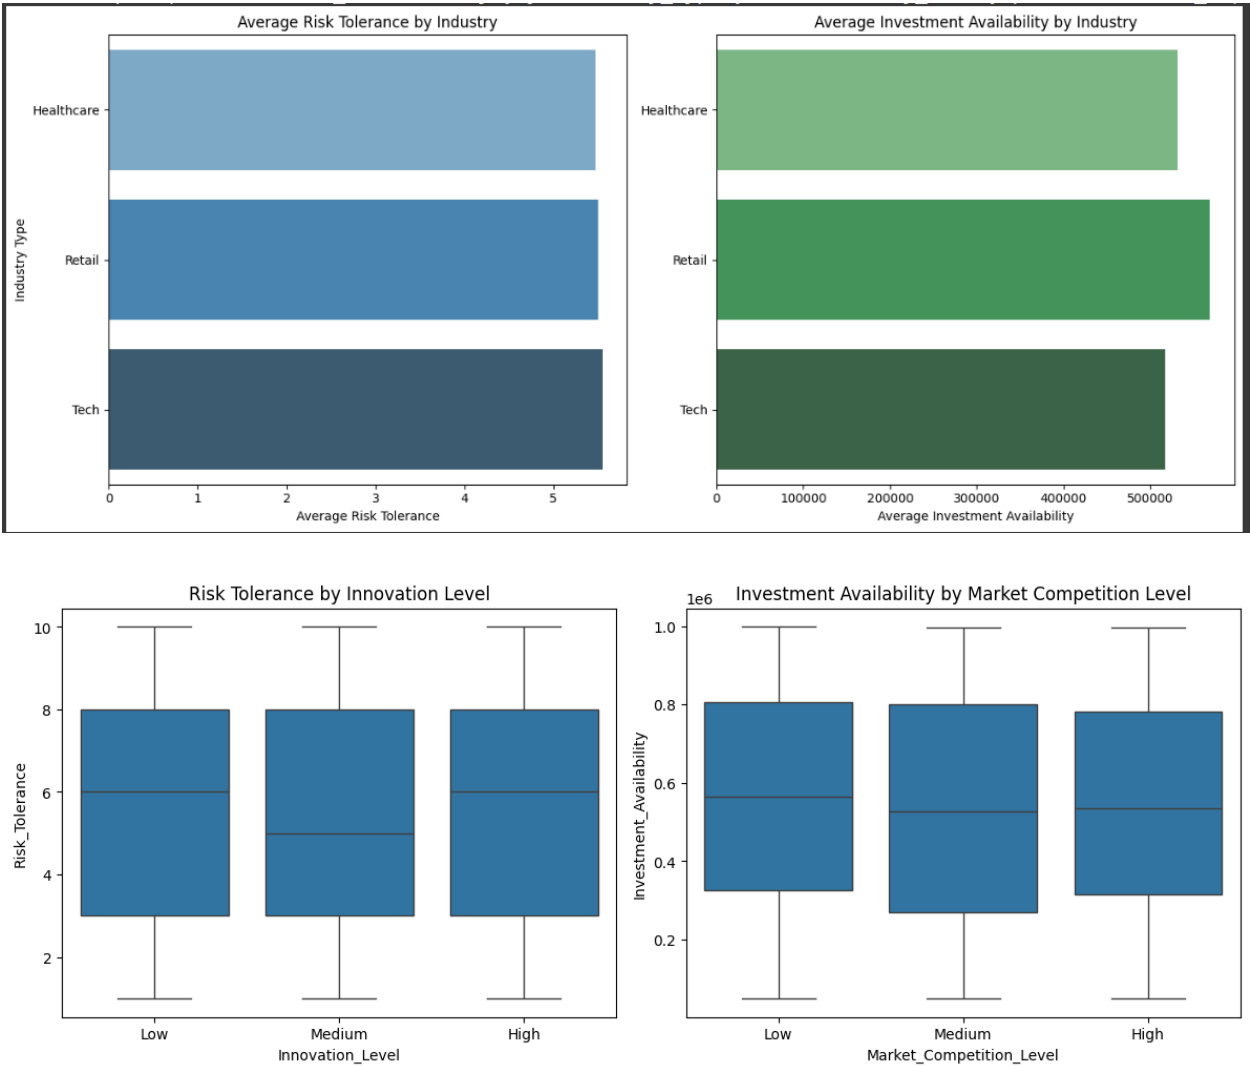 Average Risk Tolerance by Industry
Healthcare
Retail
Tech
Industry Type
0 1 2 3 4 5
Average Risk Tolerance
Average Investment Availability by Industry
Healthcare
Retail
Tech
0 100000 200000 300000 400000 500000
Average Investment Availability
Risk Tolerance by Innovation Level
10
8
6
4
2
Risk_Tolerance
Low Medium High
Innovation_Level
Investment Availability by Market Competition Level
1e6
1.0
0.8
0.6
0.4
0.2
Investment_Availability
Low Medium High
Market_Competition_Level